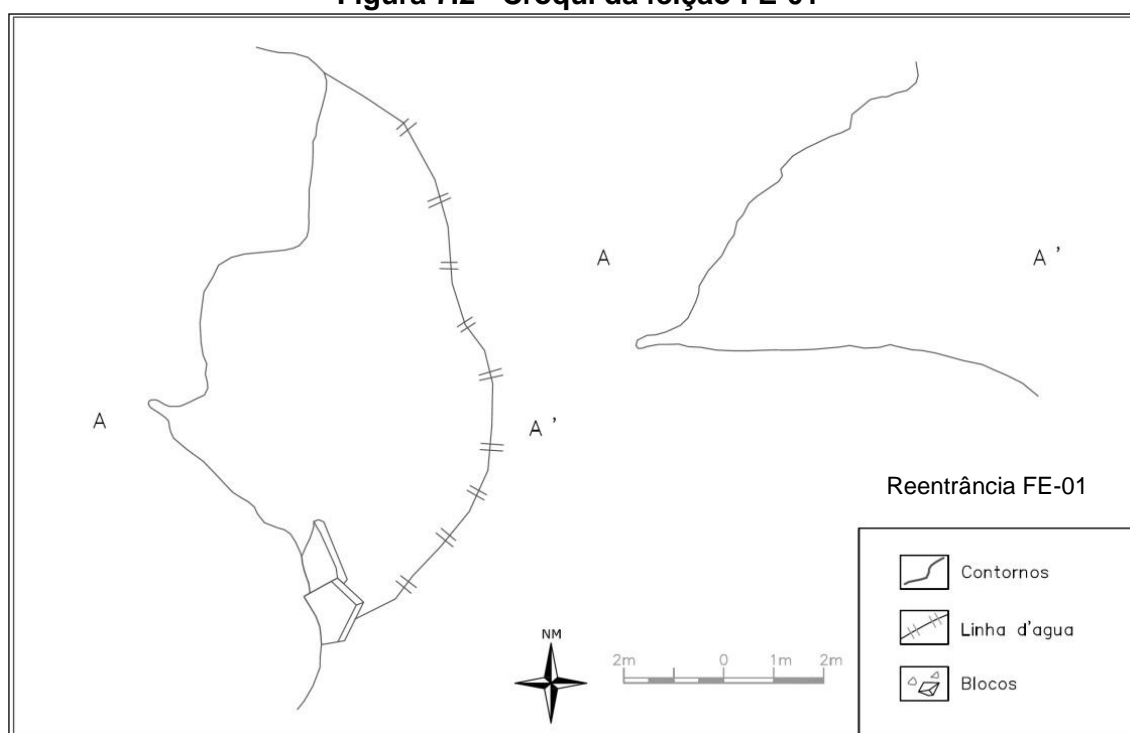 Figura 7.2 - Croqui da feição FE-01
A
A '
A
A '
Reentrância FE-01
Contornos
Linha d'agua
Blocos
NM
2m 0 1m 2m